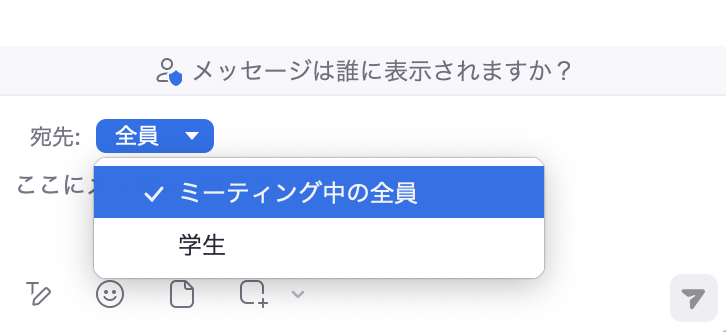 メッセージは誰に表示されますか？
宛先: 全員
ここに
ミーティング中の全員
学生